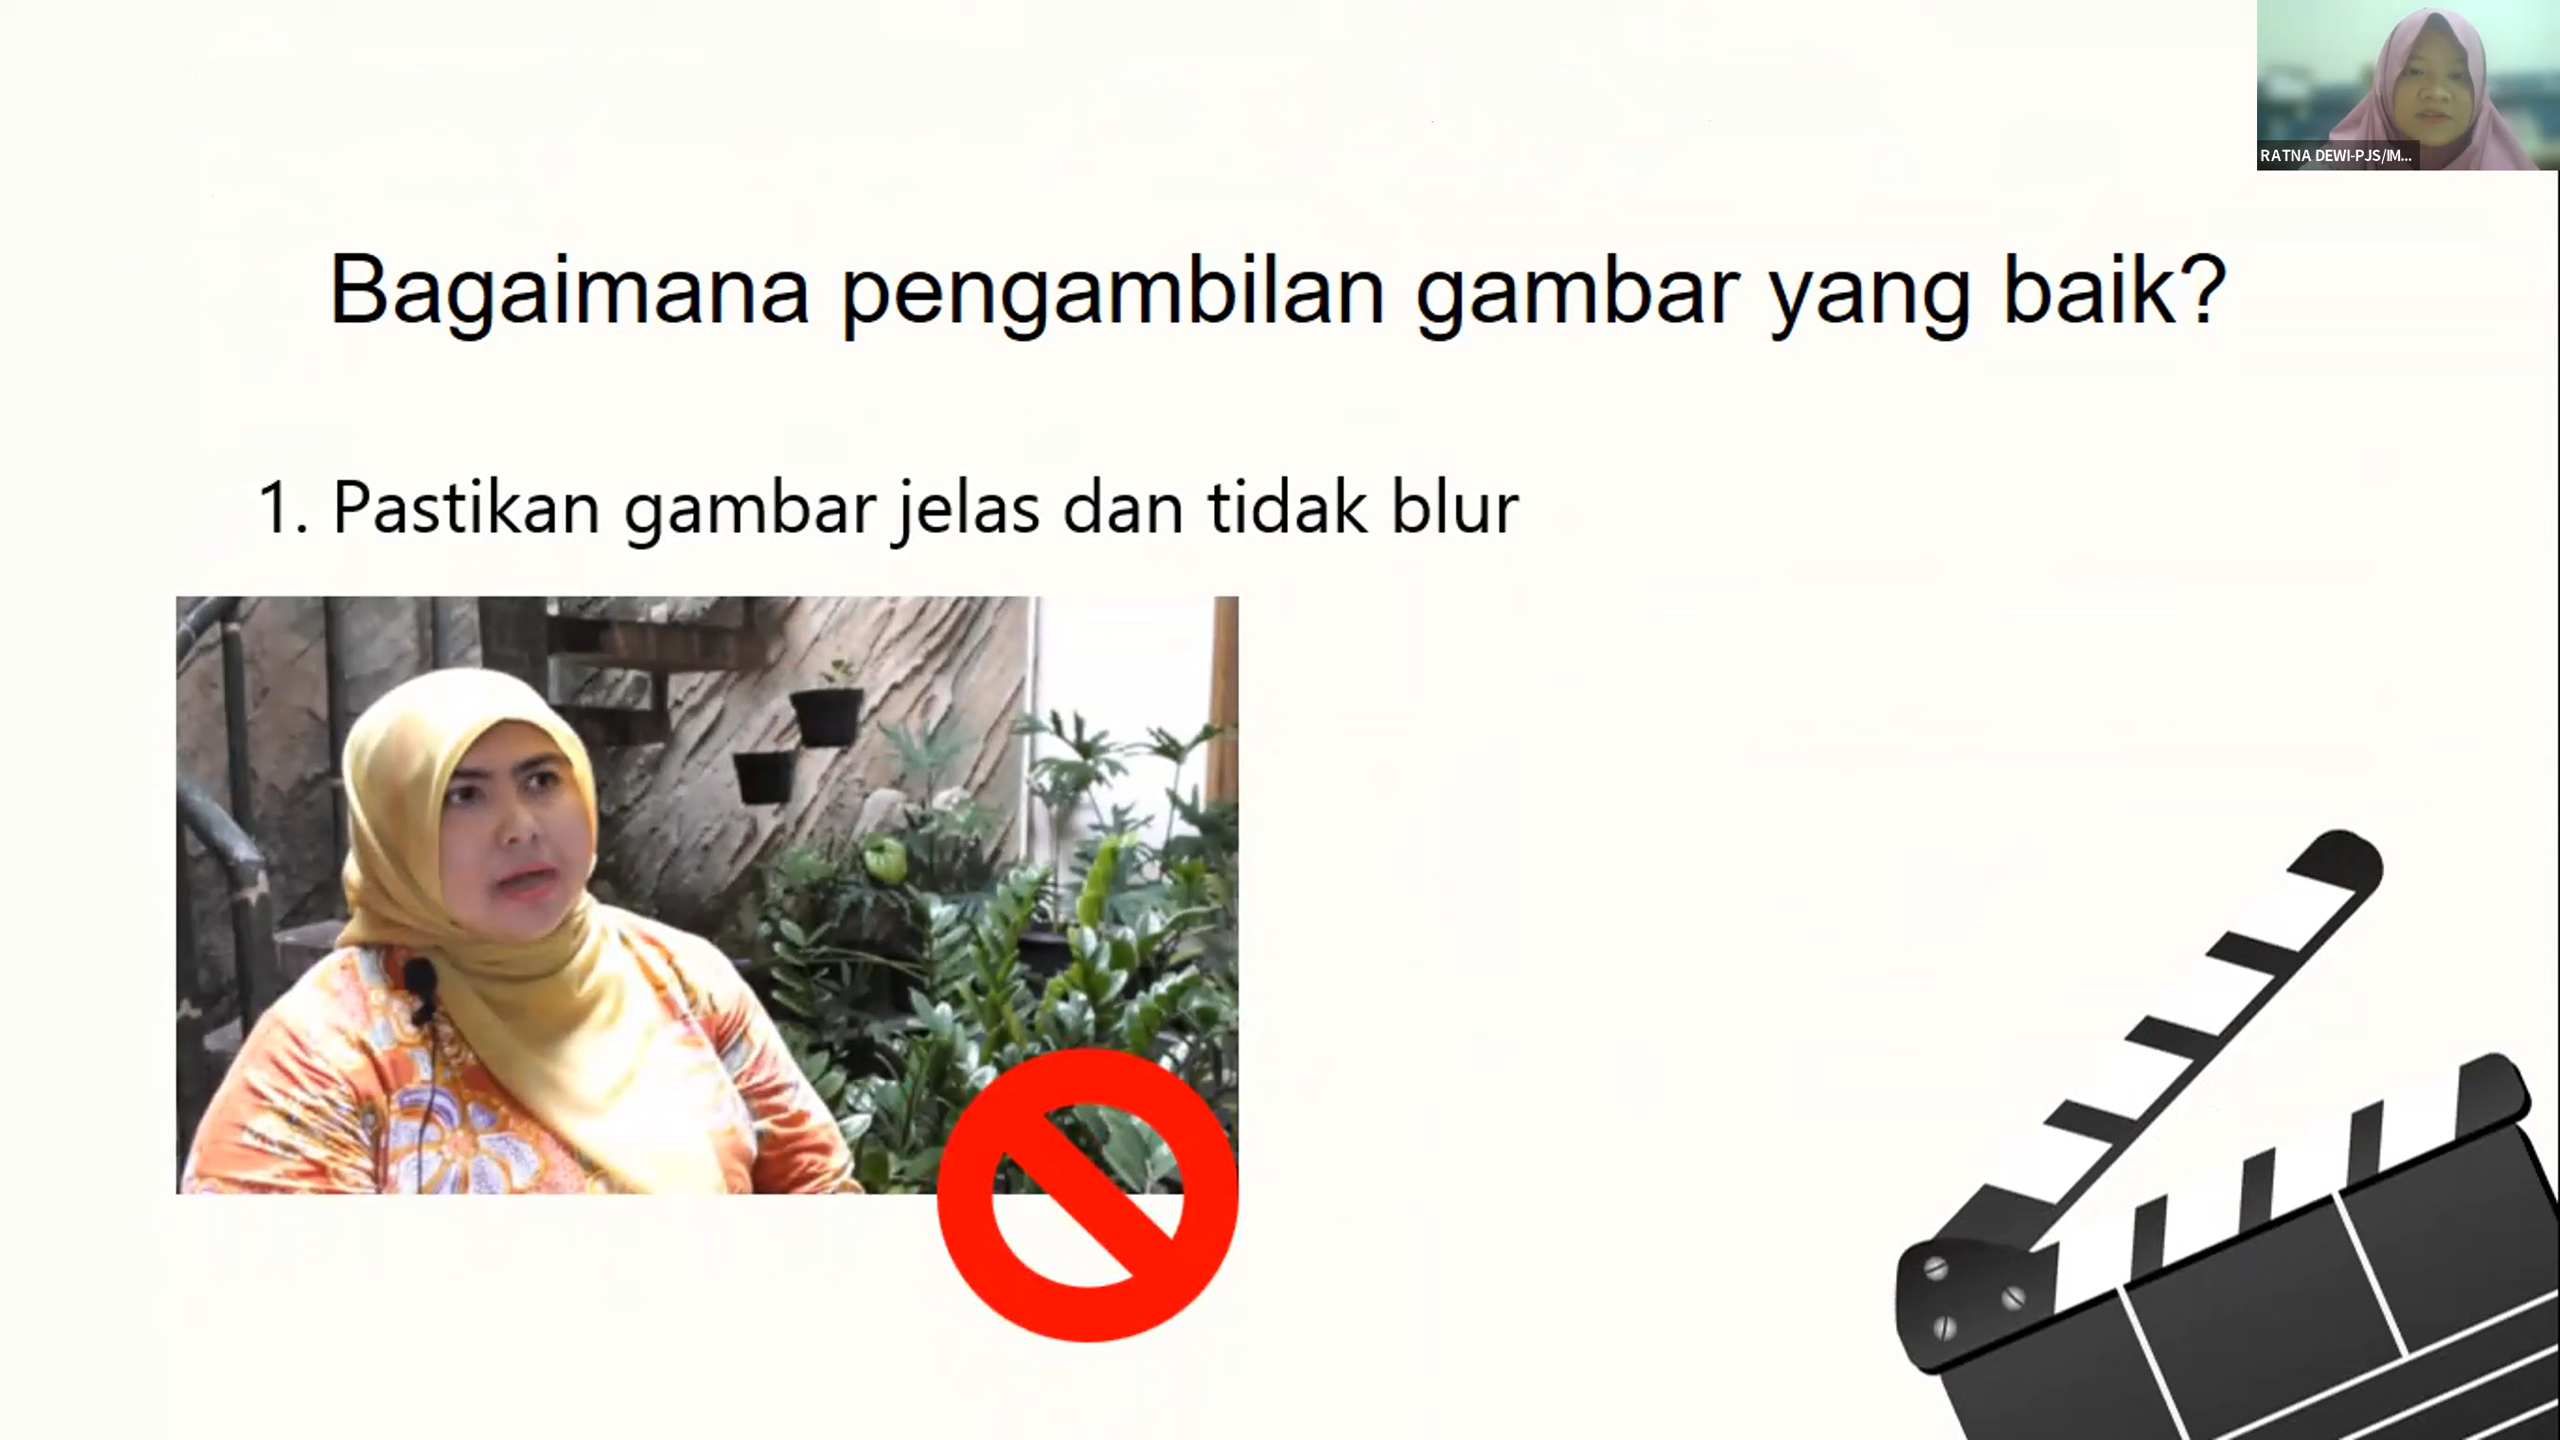 RATNA DEWI-PJS/IM...
Bagaimana pengambilan gambar yang baik?
1. Pastikan gambar jelas dan tidak blur